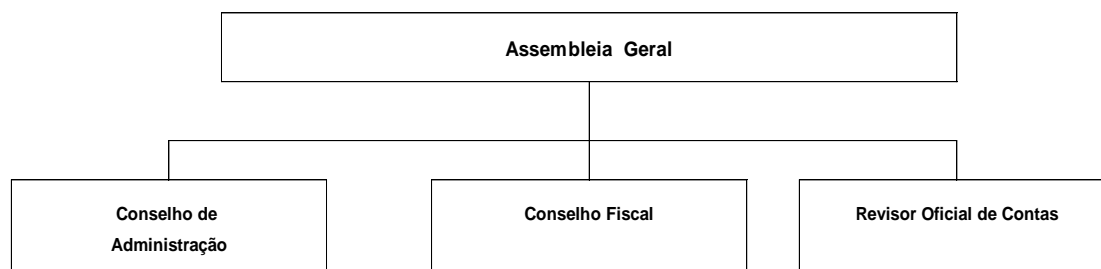 Assembleia Geral
Conselho de
Administração
Conselho Fiscal
Revisor Oficial de Contas